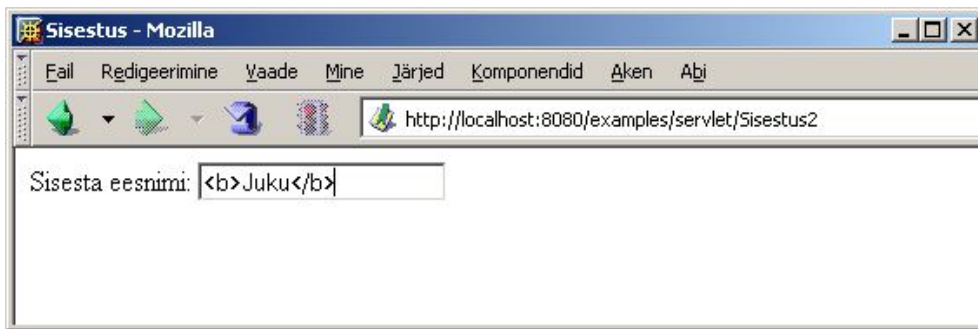 Sisestus - Mozilla
Fail Redigeerimine Vaade Mine Järjed Komponendid Aken Abi
http://localhost:8080/examples/servlet/Sisestus2
Sisesta eesnimi: <b>Juku</b>